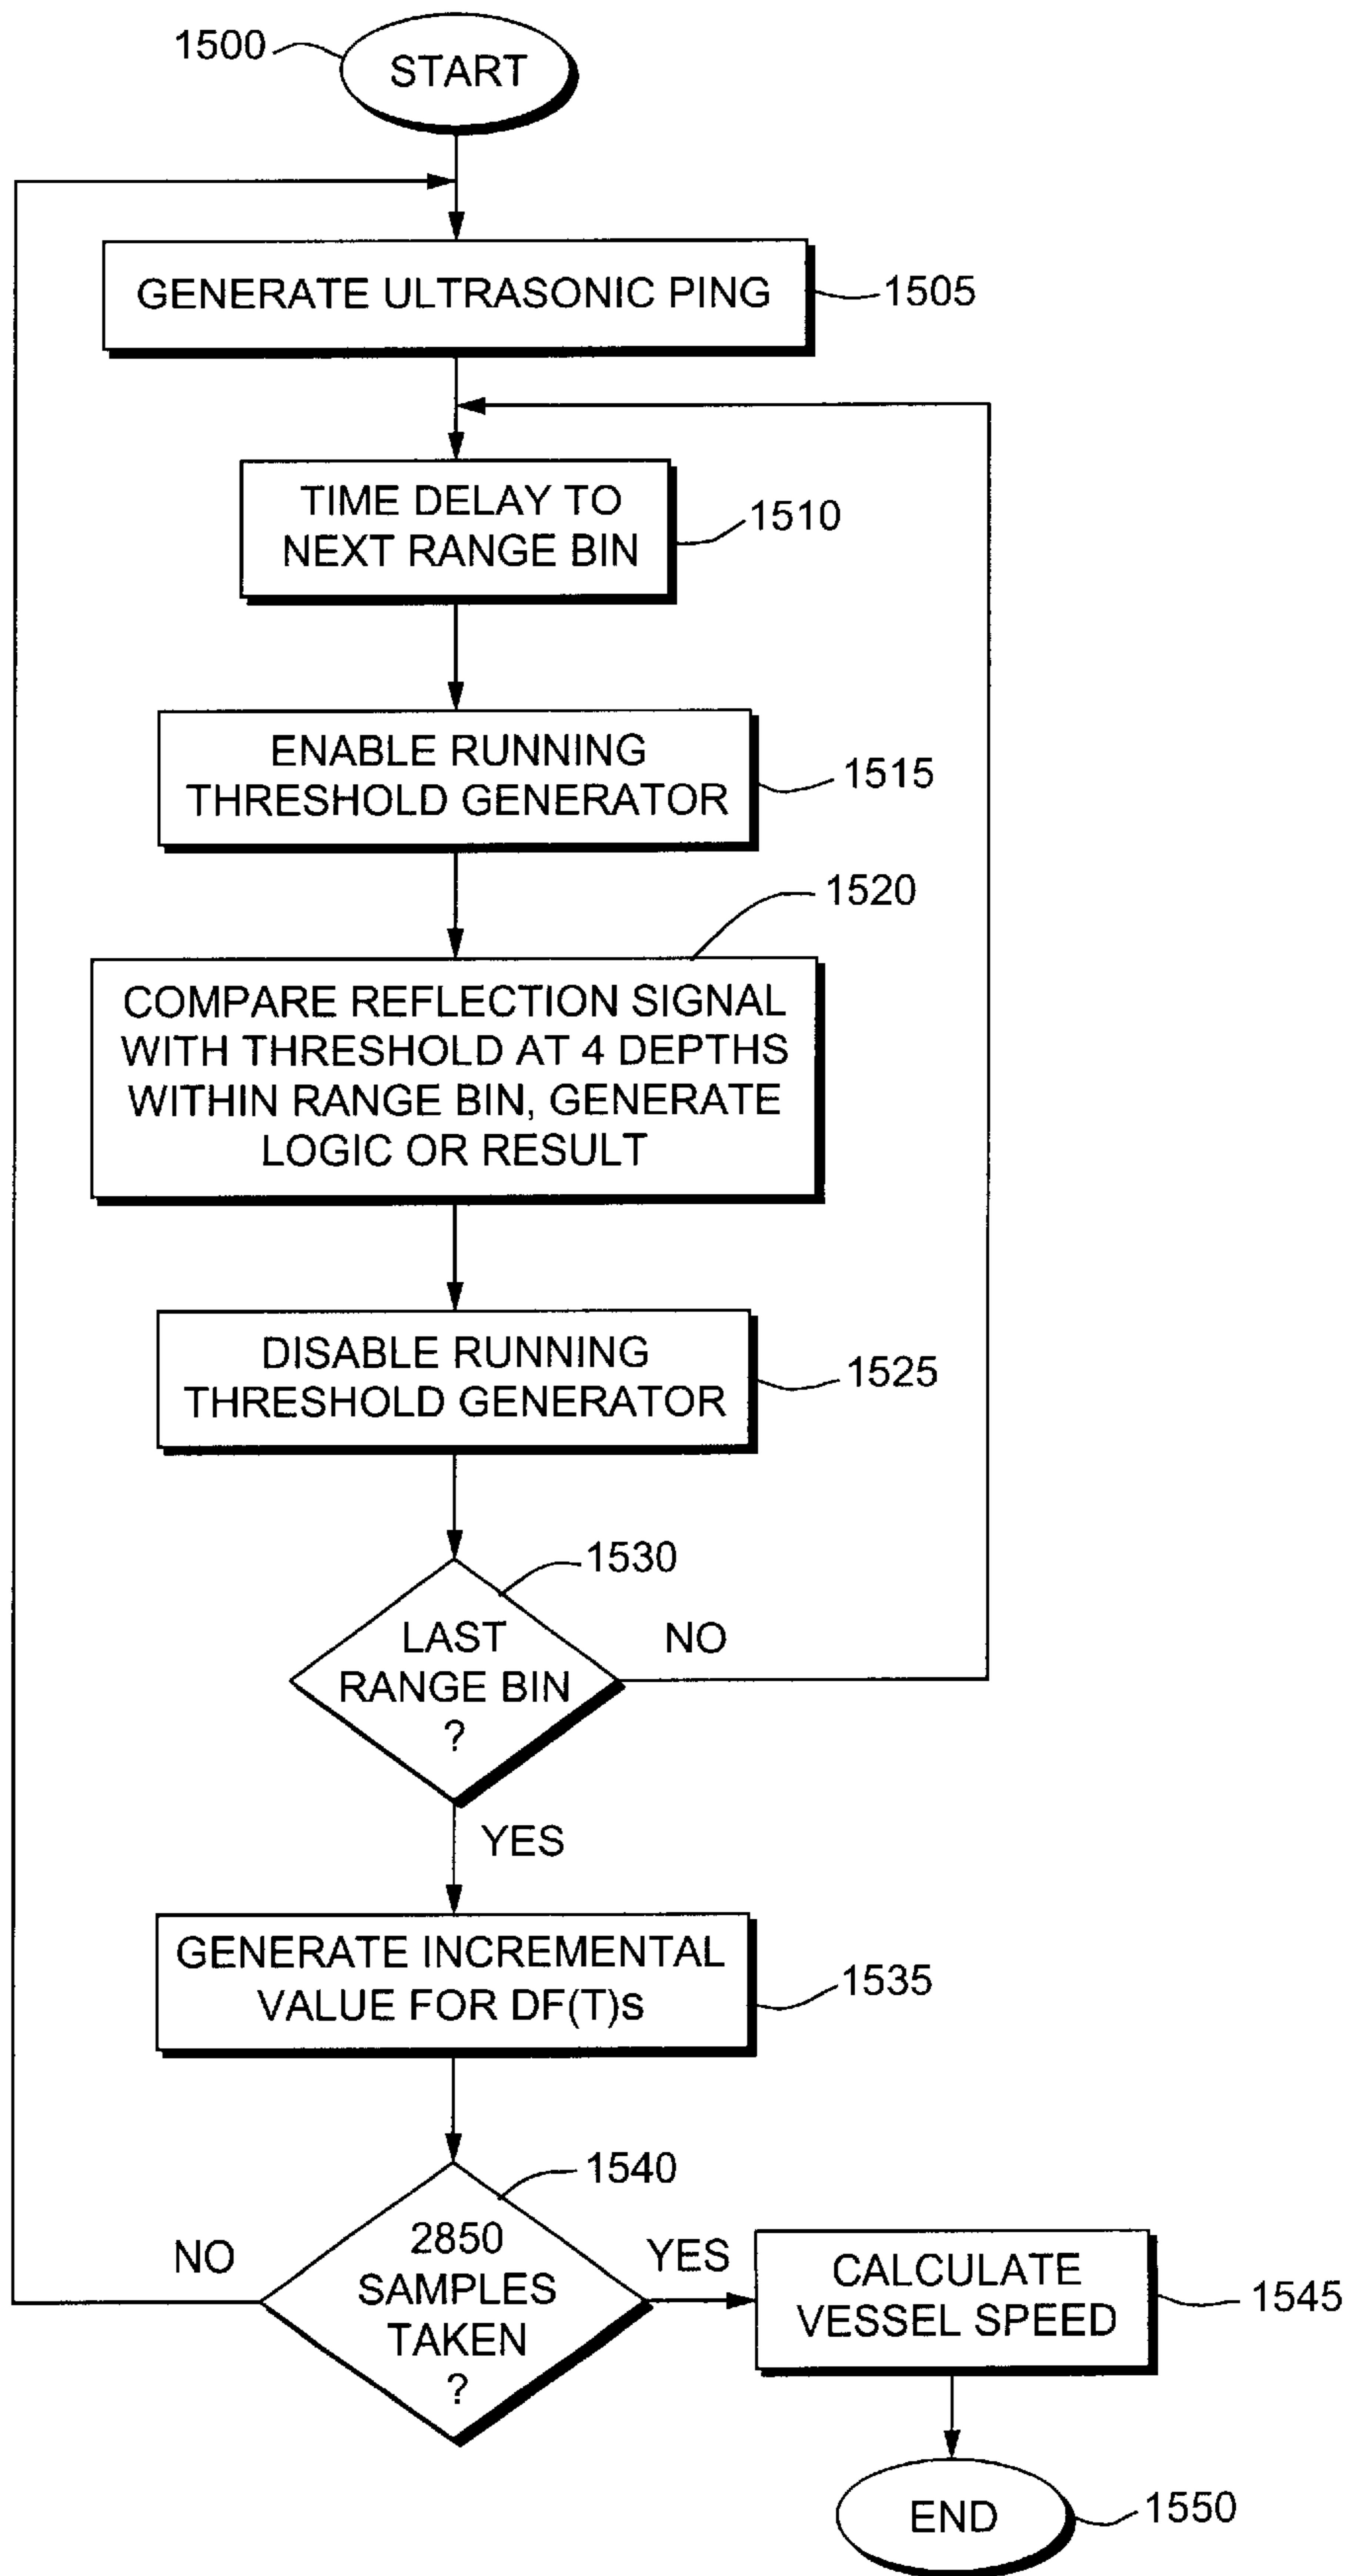 1500
START
GENERATE ULTRASONIC PING
1505
TIME DELAY TO
NEXT RANGE BIN
1510
ENABLE RUNNING
THRESHOLD GENERATOR
1515
1520
COMPARE REFLECTION SIGNAL
WITH THRESHOLD AT 4 DEPTHS
WITHIN RANGE BIN, GENERATE
LOGIC OR RESULT
DISABLE RUNNING
THRESHOLD GENERATOR
1525
1530
LAST
RANGE BIN
?
NO
YES
GENERATE INCREMENTAL
VALUE FOR DF(T)s
1535
1540
NO
2850
SAMPLES
TAKEN
?
YES
CALCULATE
VESSEL SPEED
1545
END
1550